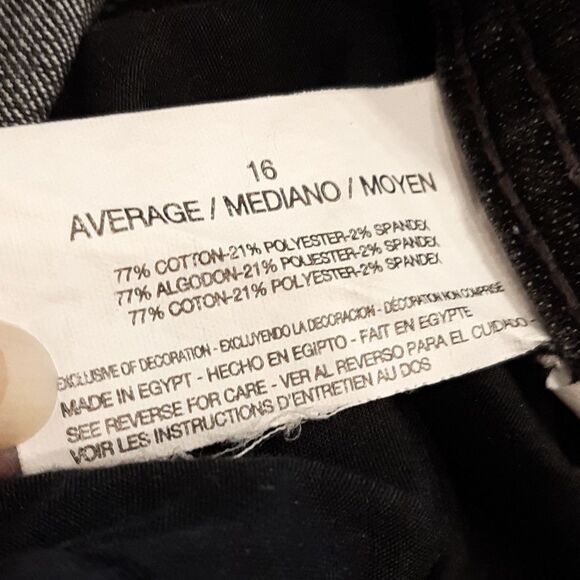 16
AVERAGE / MEDIANO / MOYEN
77% COTTON-21% POLYESTER-2% SPANDEX
77% ALGODON-21% POLIESTER-2% SPANDEX
77% COTON-21% POLYESTER-2% SPANDEX
EXCLUSIVE OF DECORATION - EXCLUYENDO LA DECORACION - DÉCORATION NON COMPRISE
MADE IN EGYPT - HECHO EN EGIPTO - FAIT EN EGYPTE
SEE REVERSE FOR CARE - VER AL REVERSO PARA EL CUIDADO -
VOIR LES INSTRUCTIONS D'ENTRETIEN AU DOS